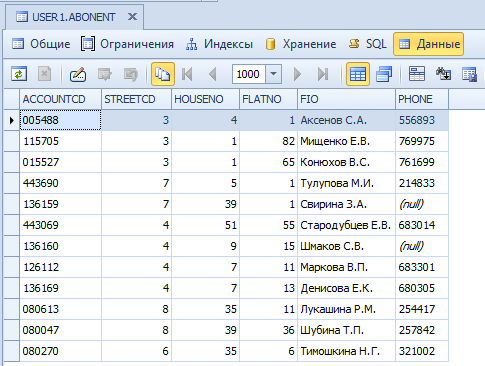 USER1.ABONENT
Общие Ограничения Индексы Хранение SQL Данные
1000
ACCOUNTCD STREETCD HOUSENO FLATNO FIO PHONE
005488 3 4 1 Аксенов С.А. 556893
115705 3 1 82 Мищенко Е.В. 769975
015527 3 1 65 Конюхов В.С. 761699
443690 7 5 1 Тулупова М.И. 214833
136159 7 39 1 Свирина З.А. (null)
443069 4 51 55 Стародубцев Е.В. 683014
136160 4 9 15 Шмаков С.В. (null)
126112 4 7 11 Маркова В.П. 683301
136169 4 7 13 Денисова Е.К. 680305
080613 8 35 11 Лукашина Р.М. 254417
080047 8 39 36 Шубина Т.П. 257842
080270 6 35 6 Тимошкина Н.Г. 321002